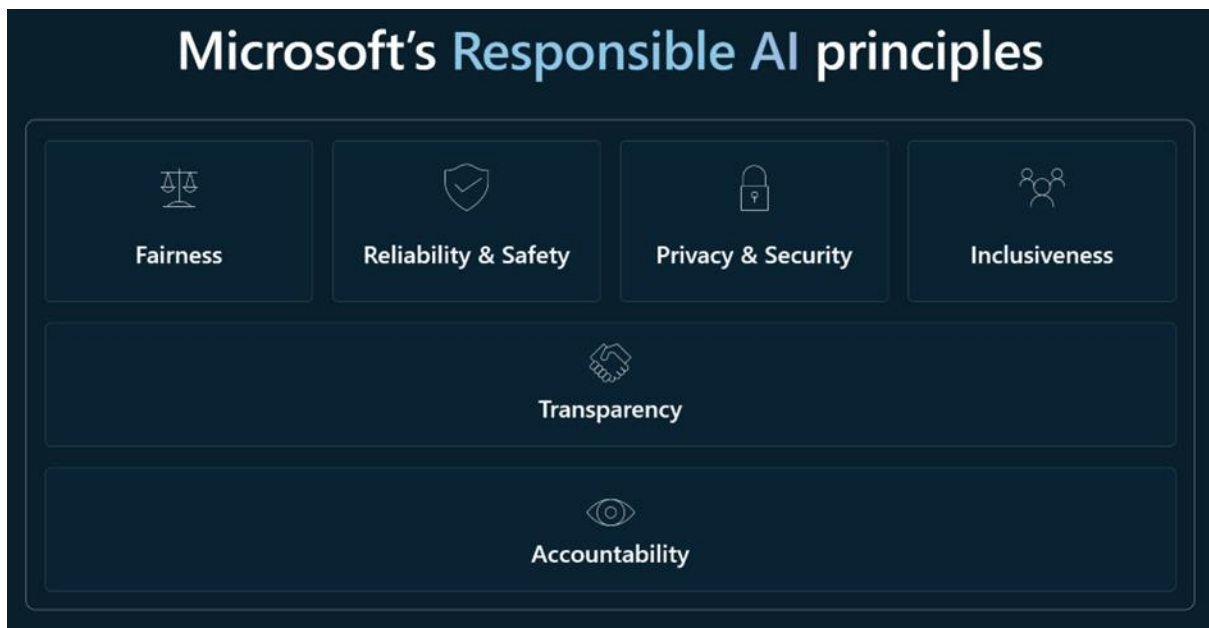 Microsoft’s Responsible AI principles
Fairness
Reliability & Safety
Privacy & Security
Inclusiveness
Transparency
Accountability